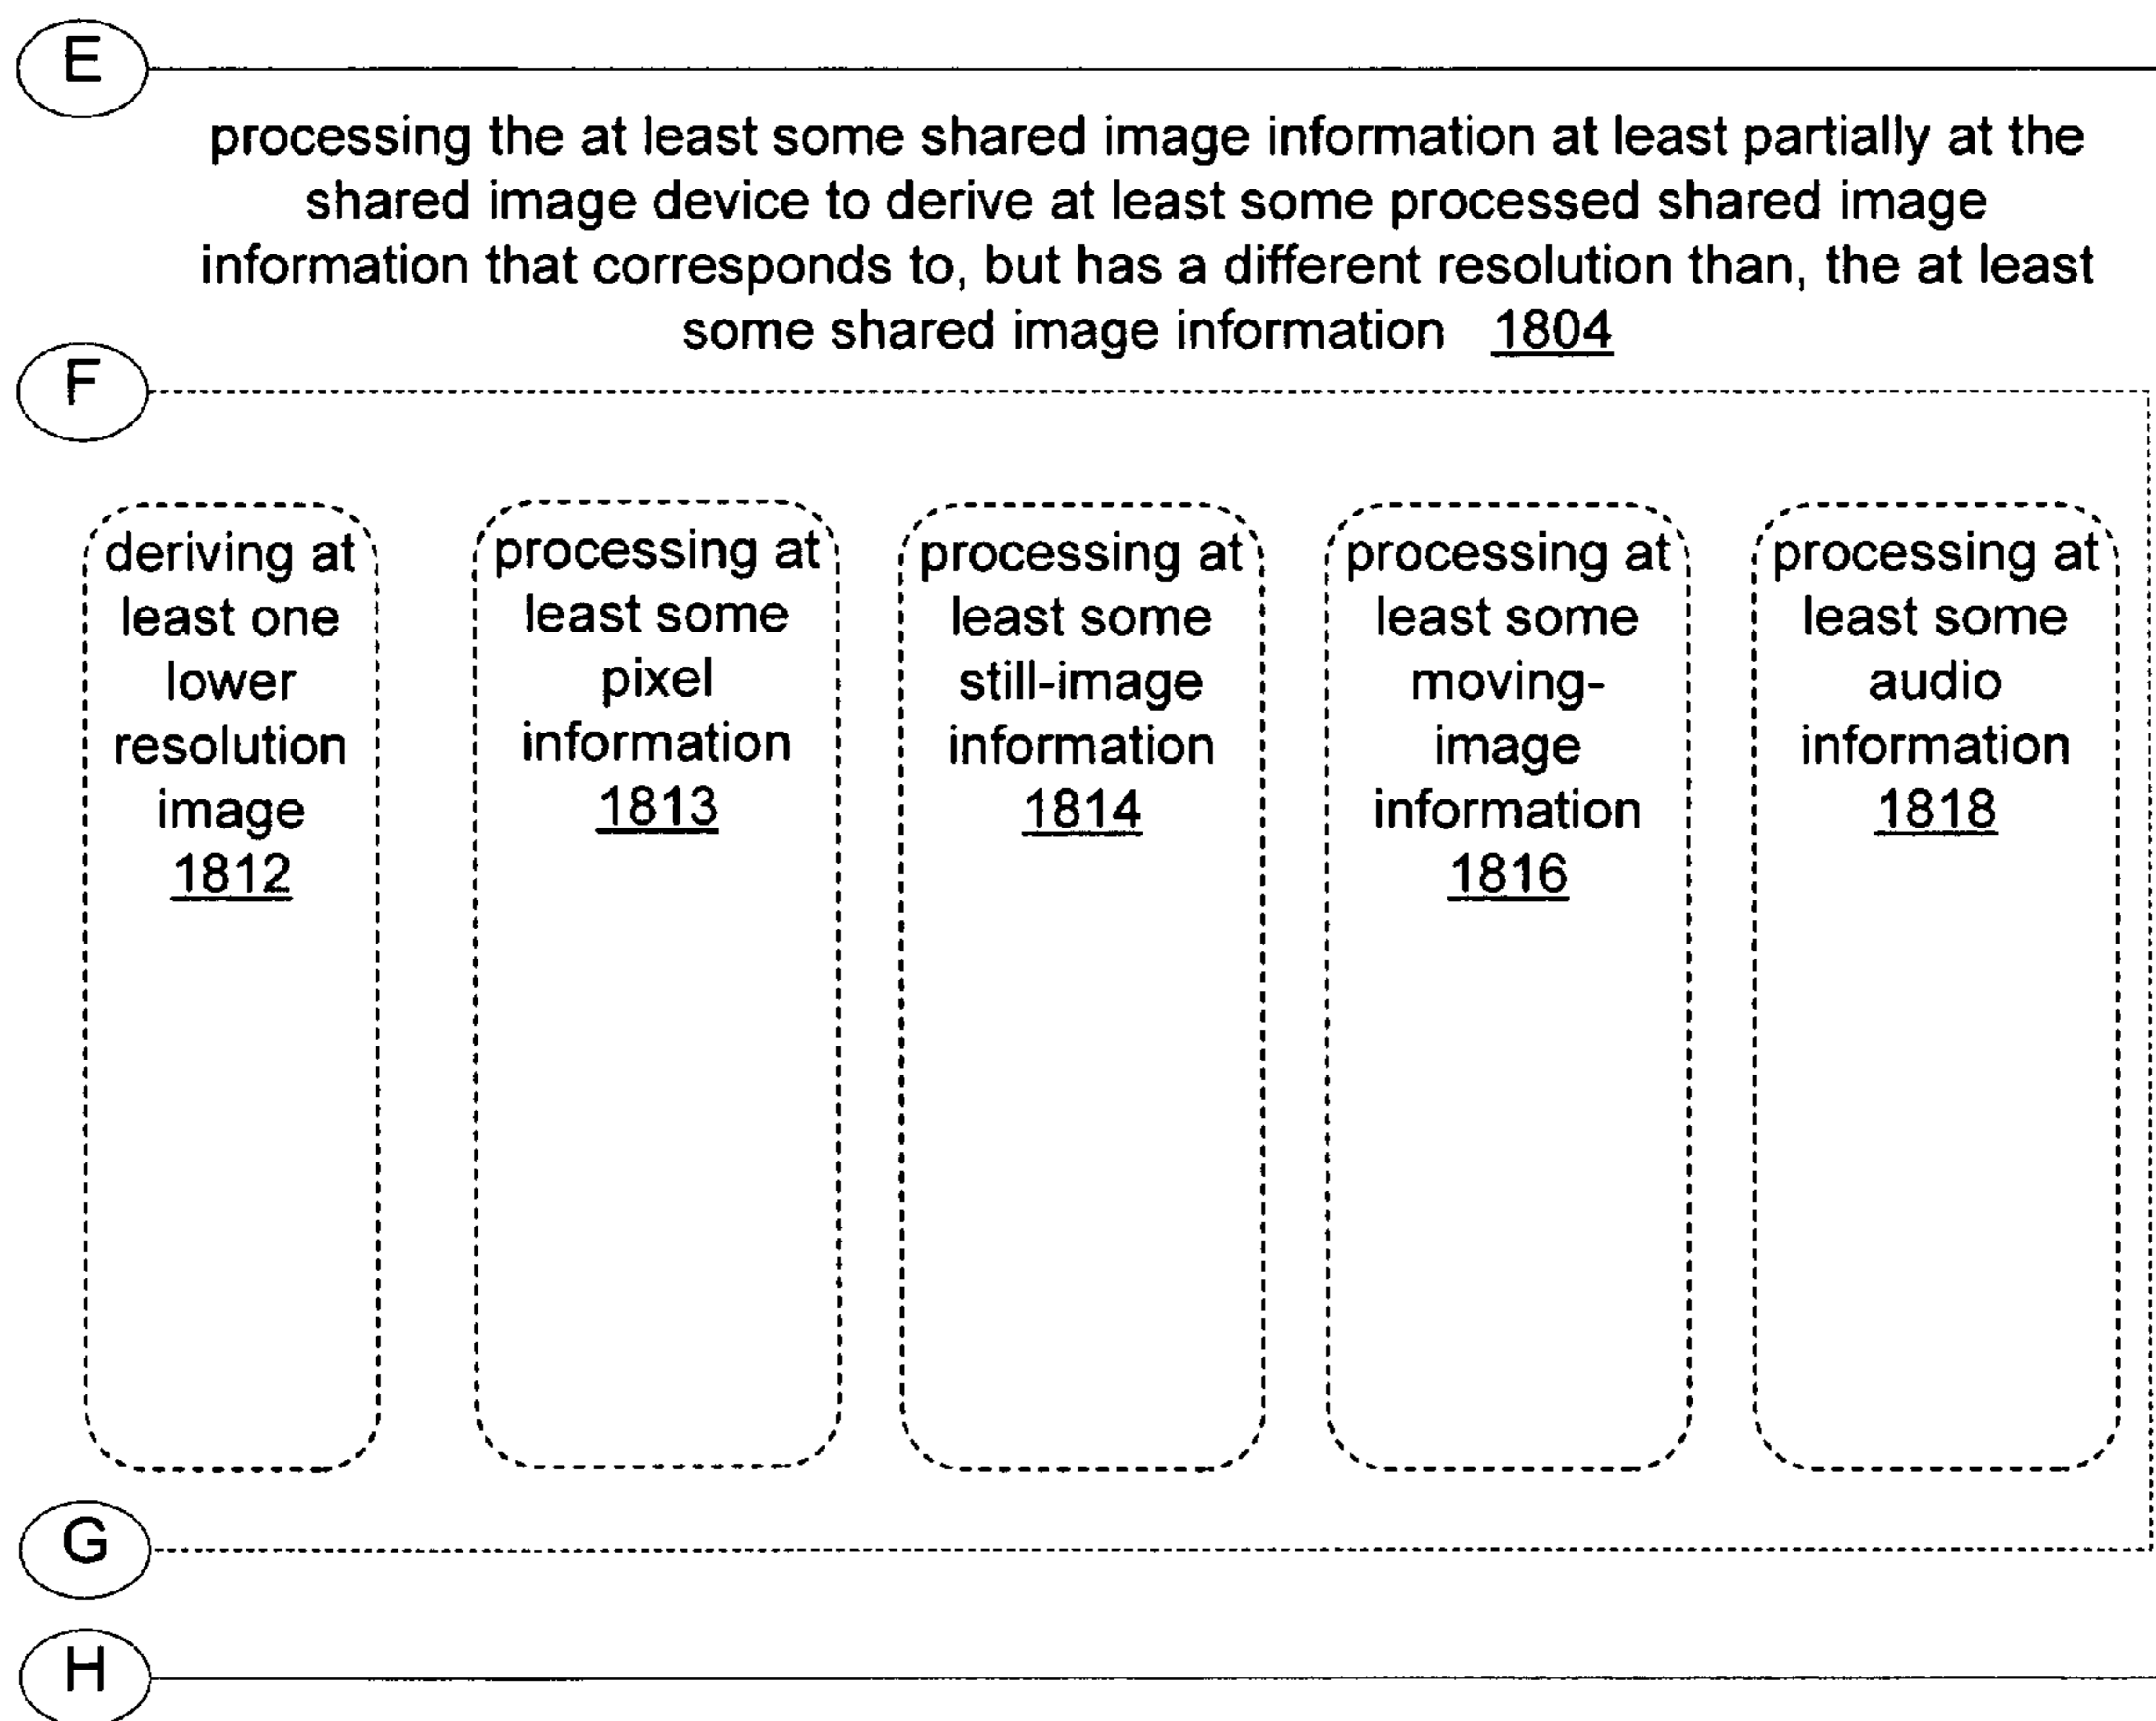 E
processing the at least some shared image information at least partially at the
shared image device to derive at least some processed shared image
information that corresponds to, but has a different resolution than, the at least
some shared image information 1804
F
deriving at
least one
lower
resolution
image
1812
processing at
least some
pixel
information
1813
processing at
least some
still-image
information
1814
processing at
least some
moving-
image
information
1816
processing at
least some
audio
information
1818
G
H